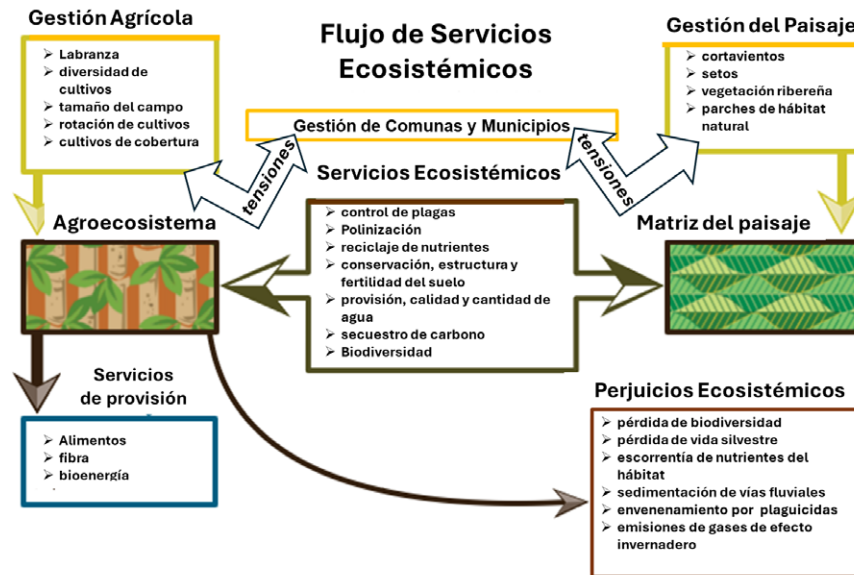 Gestión Agrícola
➢ Labranza
➢ diversidad de
cultivos
➢ tamaño del campo
➢ rotación de cultivos
➢ cultivos de cobertura
Flujo de Servicios
Ecosistémicos
Gestión del Paisaje
➢ cortavientos
➢ setos
➢ vegetación ribereña
➢ parches de hábitat
natural
Gestión de Comunas y Municipios
tensiones
tensiones
Servicios Ecosistémicos
➢ control de plagas
➢ Polinización
➢ reciclaje de nutrientes
➢ conservación, estructura y
fertilidad del suelo
➢ provisión, calidad y cantidad de
agua
➢ secuestro de carbono
➢ Biodiversidad
Agroecosistema
Matriz del paisaje
Servicios
de provisión
➢ Alimentos
➢ fibra
➢ bioenergía
Perjuicios Ecosistémicos
➢ pérdida de biodiversidad
➢ pérdida de vida silvestre
➢ escorrentía de nutrientes del
hábitat
➢ sedimentación de vías fluviales
➢ envenenamiento por plaguicidas
➢ emisiones de gases de efecto
invernadero